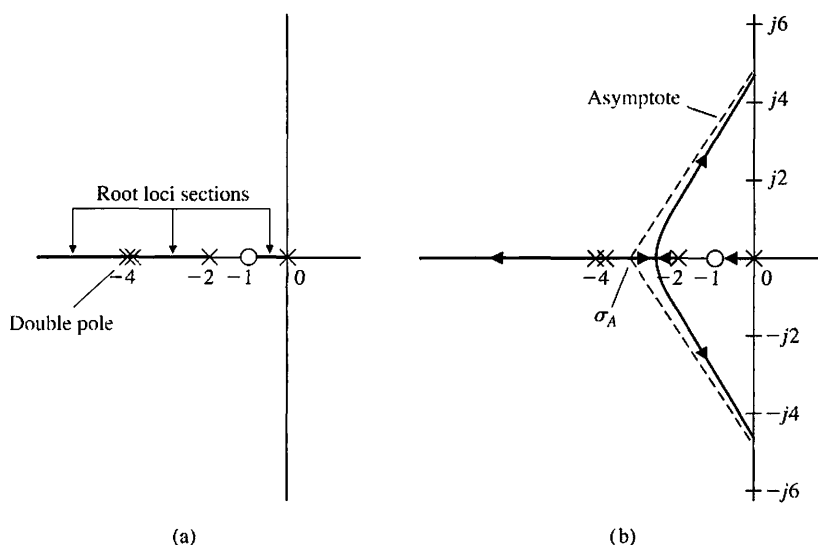 Root loci sections
−4
−2
−1
0
Double pole
(a)
j6
Asymptote
j4
j2
−4
−2
−1
0
σA
−j2
−j4
−j6
(b)